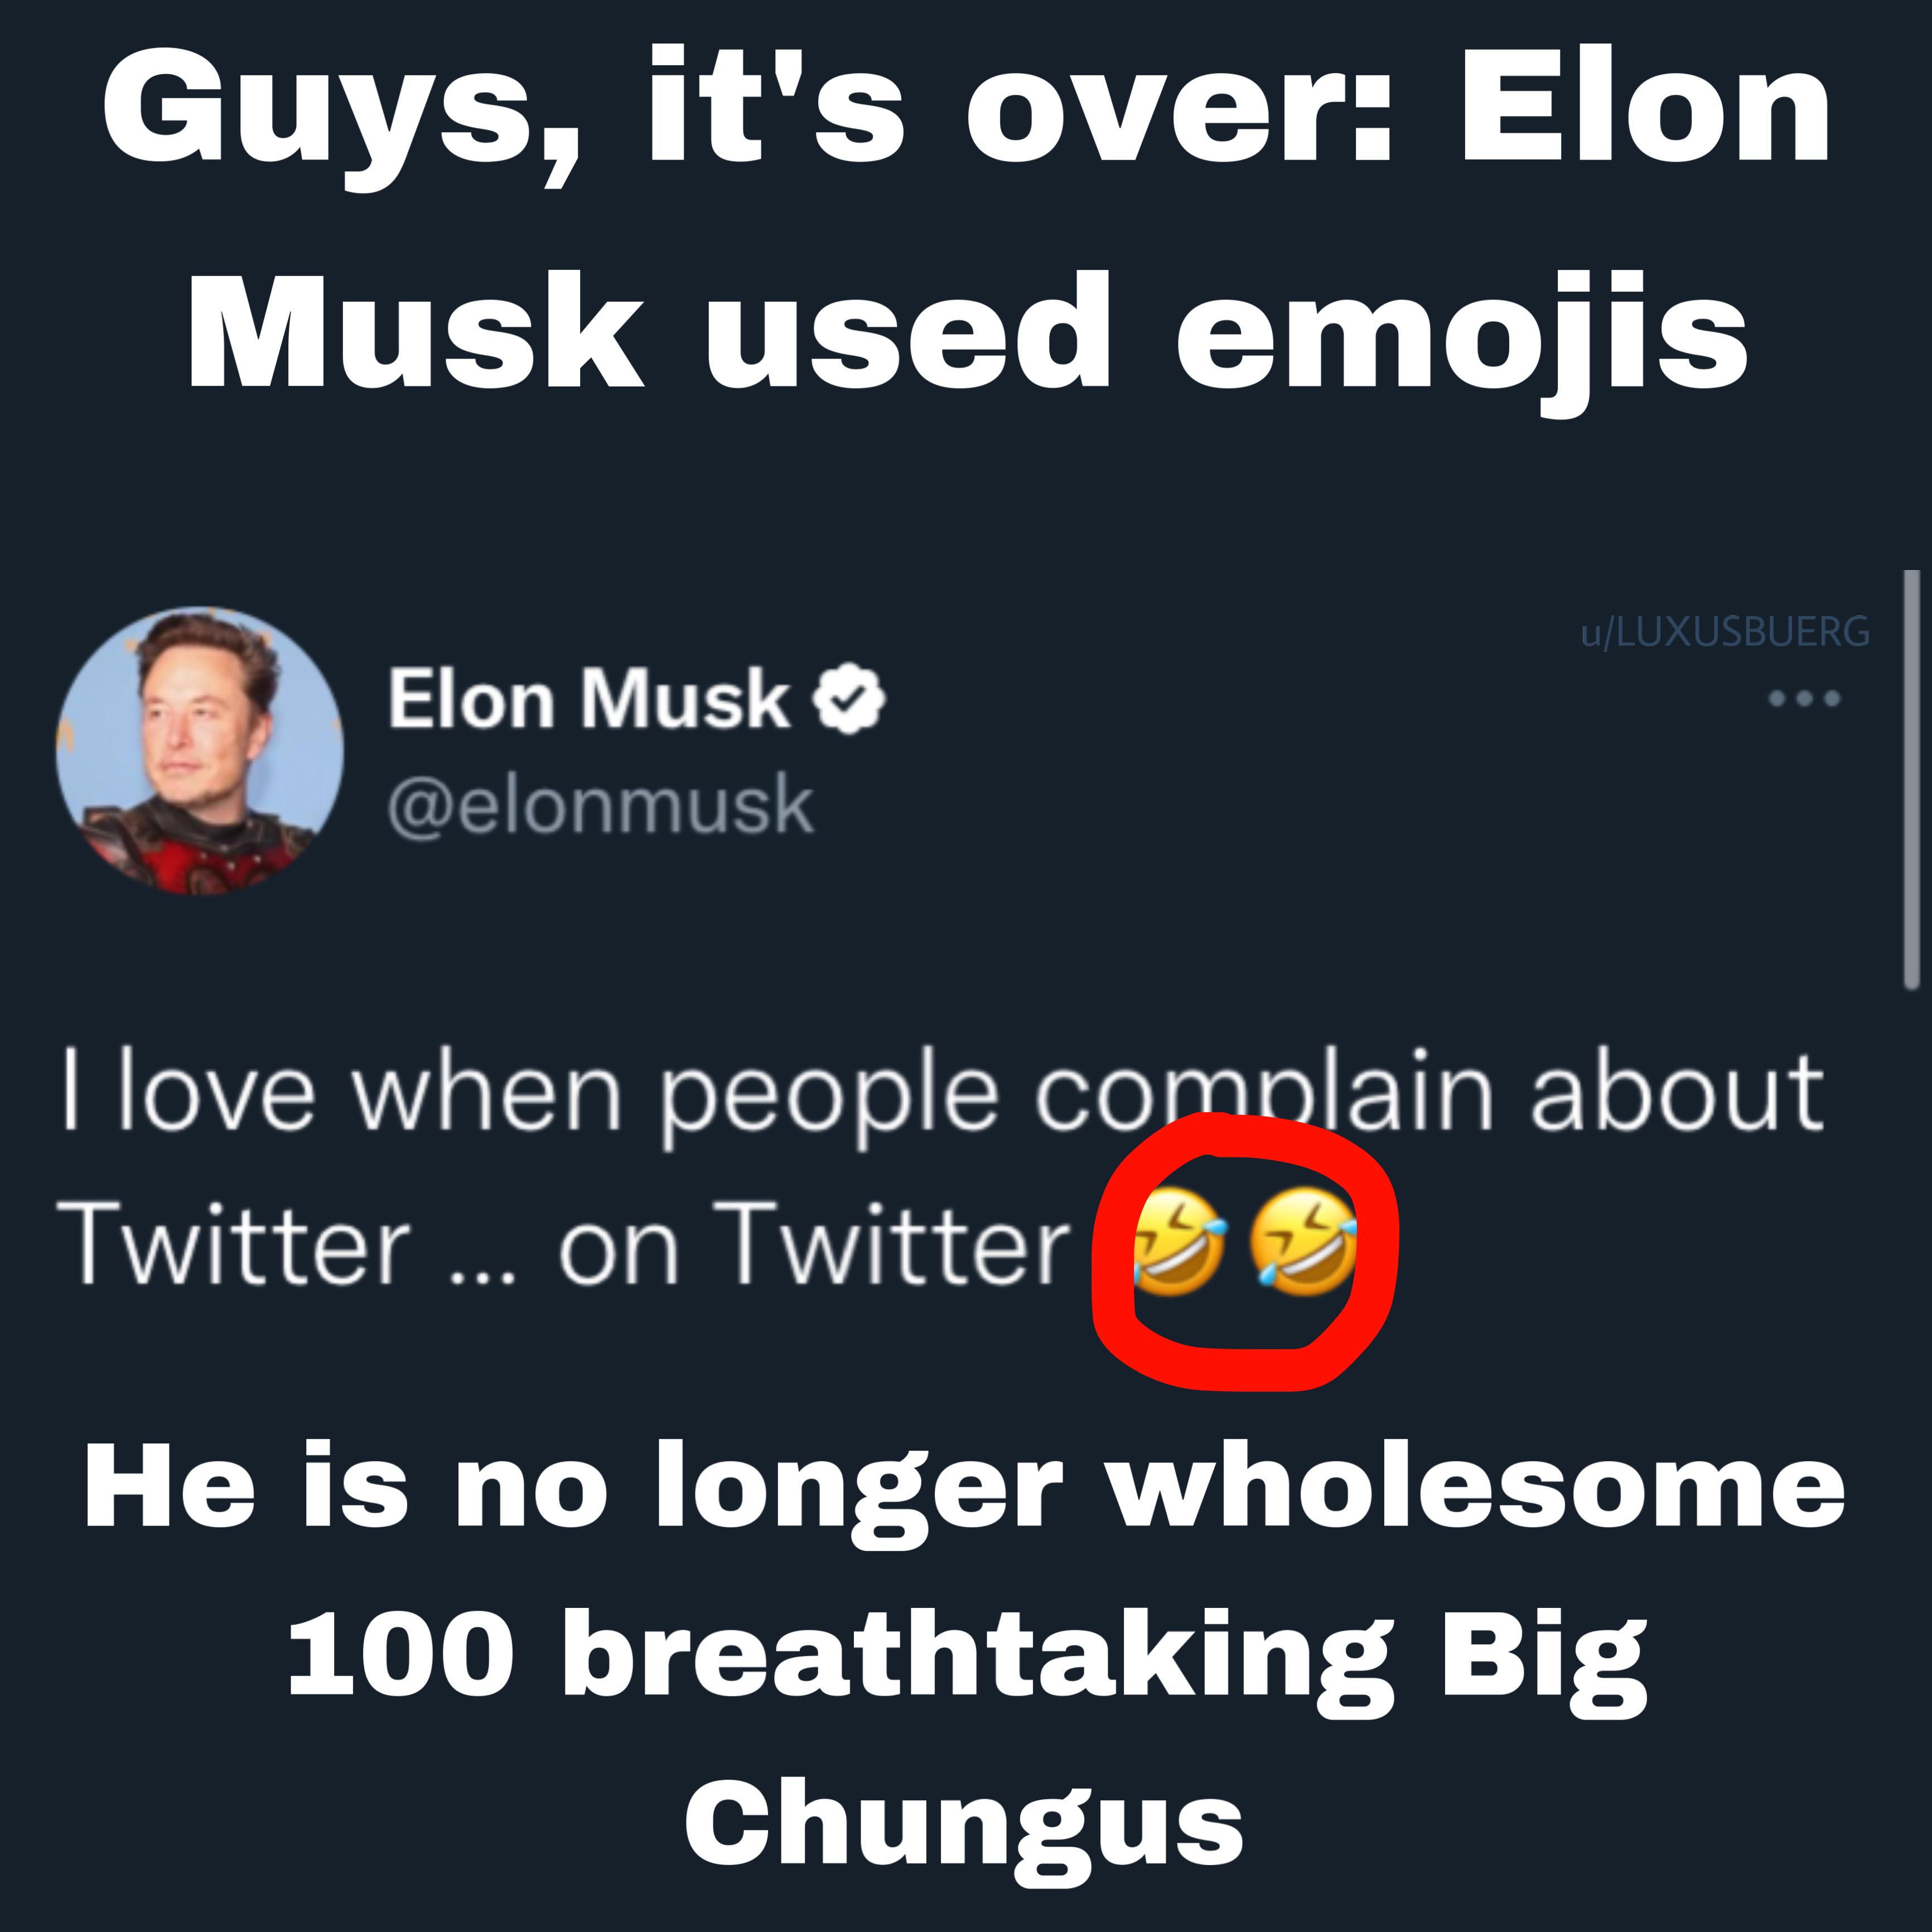 Guys, it's over: Elon
Musk used emojis
u/LUXUSBUERG
Elon Musk
@elonmusk
I love when people complain about
Twitter ... on Twitter 🤣 🤣
He is no longer wholesome
100 breathtaking Big
Chungus